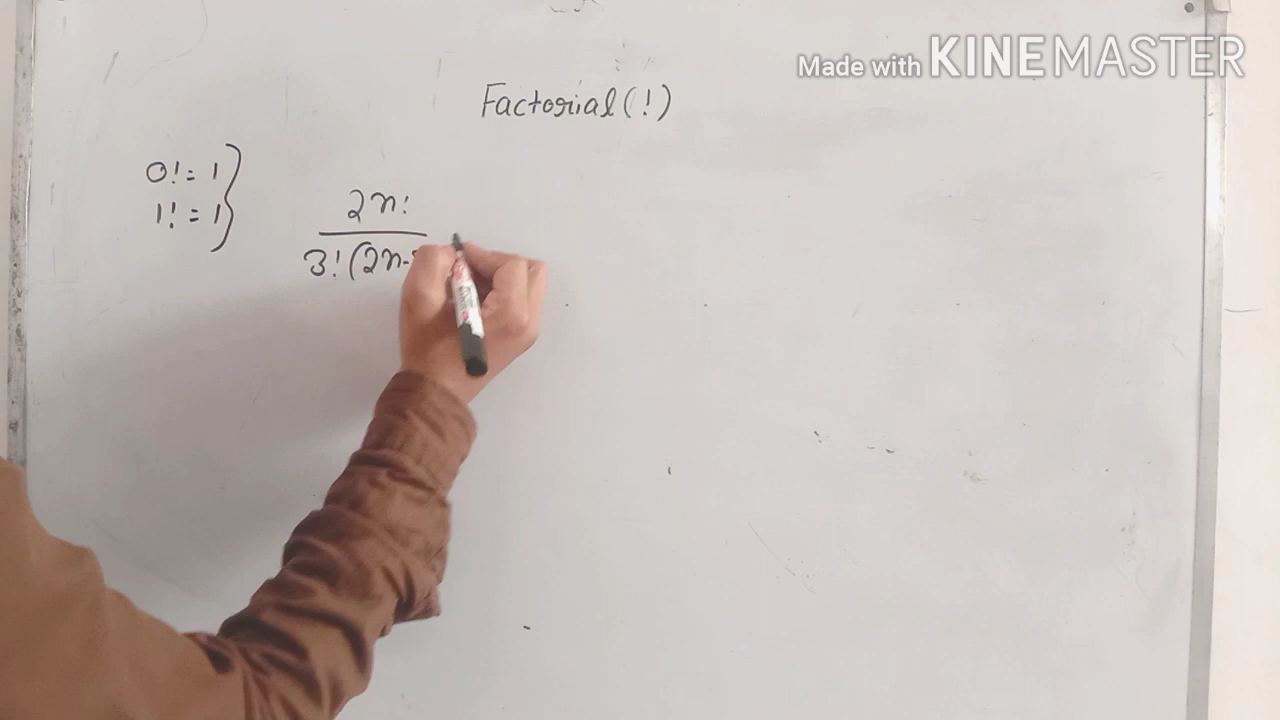 Made with KINEMASTER
Factorial (!)
0! = 1
1! = 1
2n!
3! (2n-